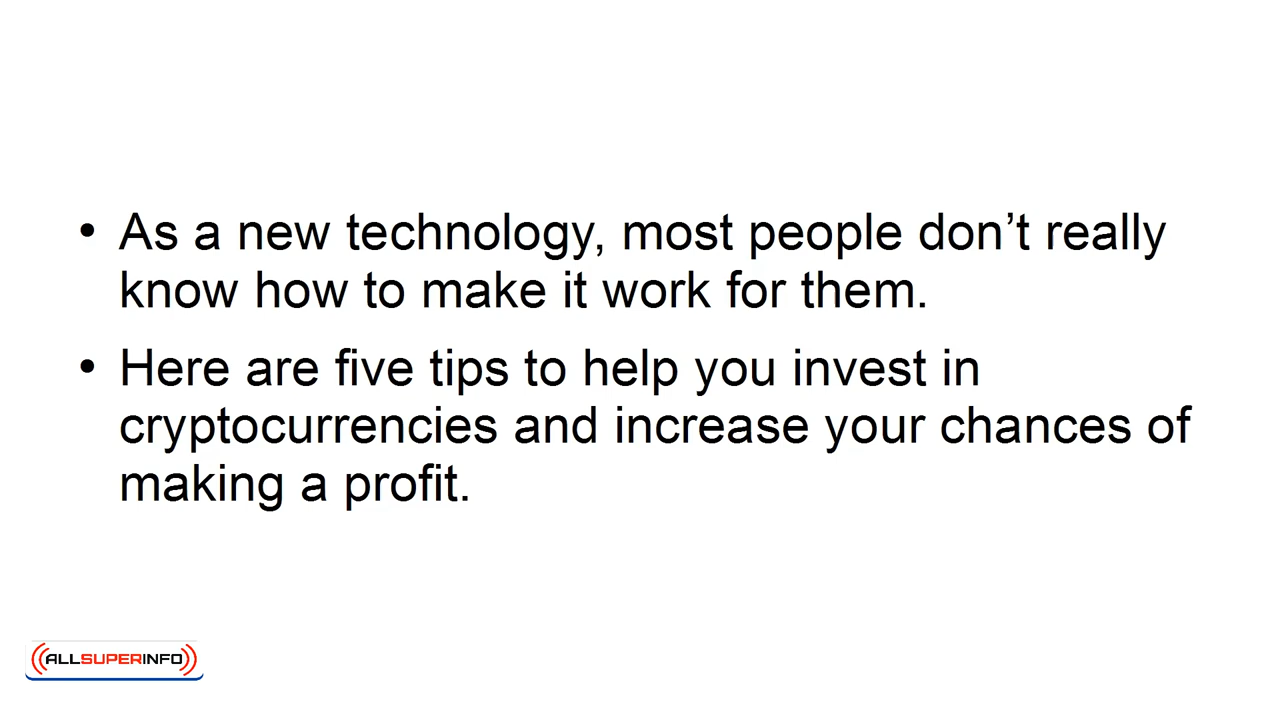 • As a new technology, most people don’t really
know how to make it work for them.
• Here are five tips to help you invest in
cryptocurrencies and increase your chances of
making a profit.
ALLSUPERINFO